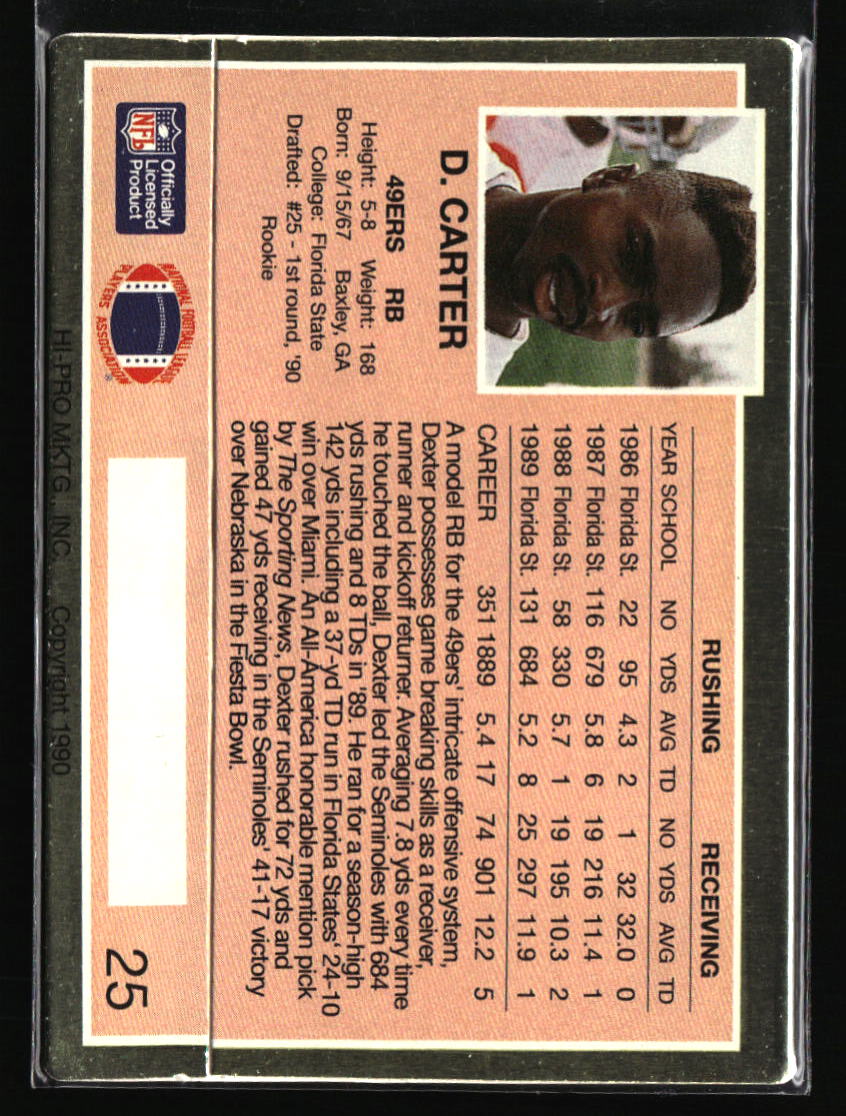 D. CARTER
49ERS RB
Height: 5-8 Weight: 168
Born: 9/15/67 Baxley, GA
College: Florida State
Drafted: #25 - 1st round, '90
Rookie
RUSHING RECEIVING
YEAR SCHOOL NO YDS AVG TD NO YDS AVG TD
1986 Florida St. 22 95 4.3 2 1 32 32.0 0
1987 Florida St. 116 679 5.8 6 19 216 11.4 1
1988 Florida St. 58 330 5.7 1 19 195 10.3 2
1989 Florida St. 131 684 5.2 8 25 297 11.9 1
CAREER 351 1889 5.4 17 74 901 12.2 5
A model RB for the 49ers' intricate offensive system,
Dexter possesses game breaking skills as a receiver,
runner and kickoff returner. Averaging 7.8 yds every time
he touched the ball, Dexter led the Seminoles with 684
yds rushing and 8 TDs in '89. He ran for a season-high
142 yds including a 37-yd TD run in Florida States' 24-10
win over Miami. An All-America honorable mention pick
by The Sporting News, Dexter rushed for 72 yds and
gained 47 yds receiving in the Seminoles' 41-17 victory
over Nebraska in the Fiesta Bowl.
NFL
Officially
Licensed
Product
NATIONAL FOOTBALL LEAGUE
PLAYERS ASSOCIATION®
25
HI-PRO MKTG., INC. Copyright 1990